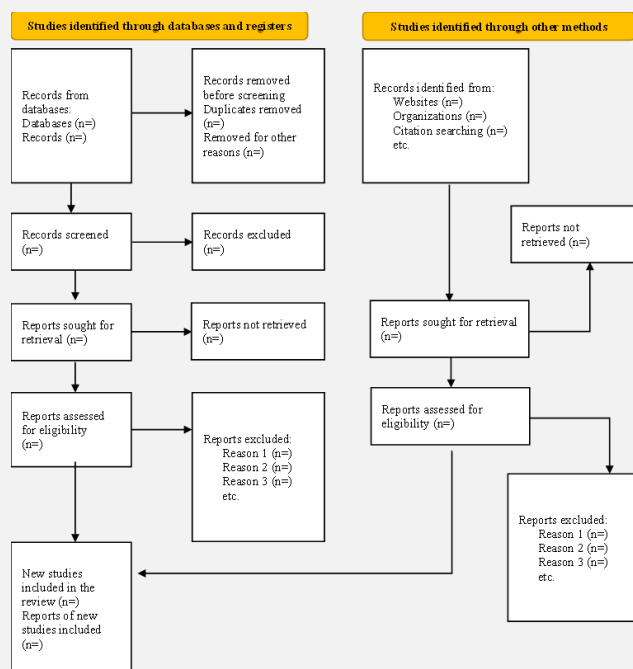 Studies identified through databases and registers
Studies identified through other methods
Records from
databases:
Databases (n=)
Records (n=)
Records removed
before screening
Duplicates removed
(n=)
Removed for other
reasons (n=)
Records identified from:
Websites (n=)
Organizations (n=)
Citation searching (n=)
etc.
Records screened
(n=)
Records excluded
(n=)
Reports not
retrieved (n=)
Reports sought for
retrieval (n=)
Reports not retrieved
(n=)
Reports sought for retrieval
(n=)
Reports assessed
for eligibility
(n=)
Reports excluded:
Reason 1 (n=)
Reason 2 (n=)
Reason 3 (n=)
etc.
Reports assessed for
eligibility (n=)
Reports excluded:
Reason 1 (n=)
Reason 2 (n=)
Reason 3 (n=)
etc.
New studies
included in the
review (n=)
Reports of new
studies included
(n=)